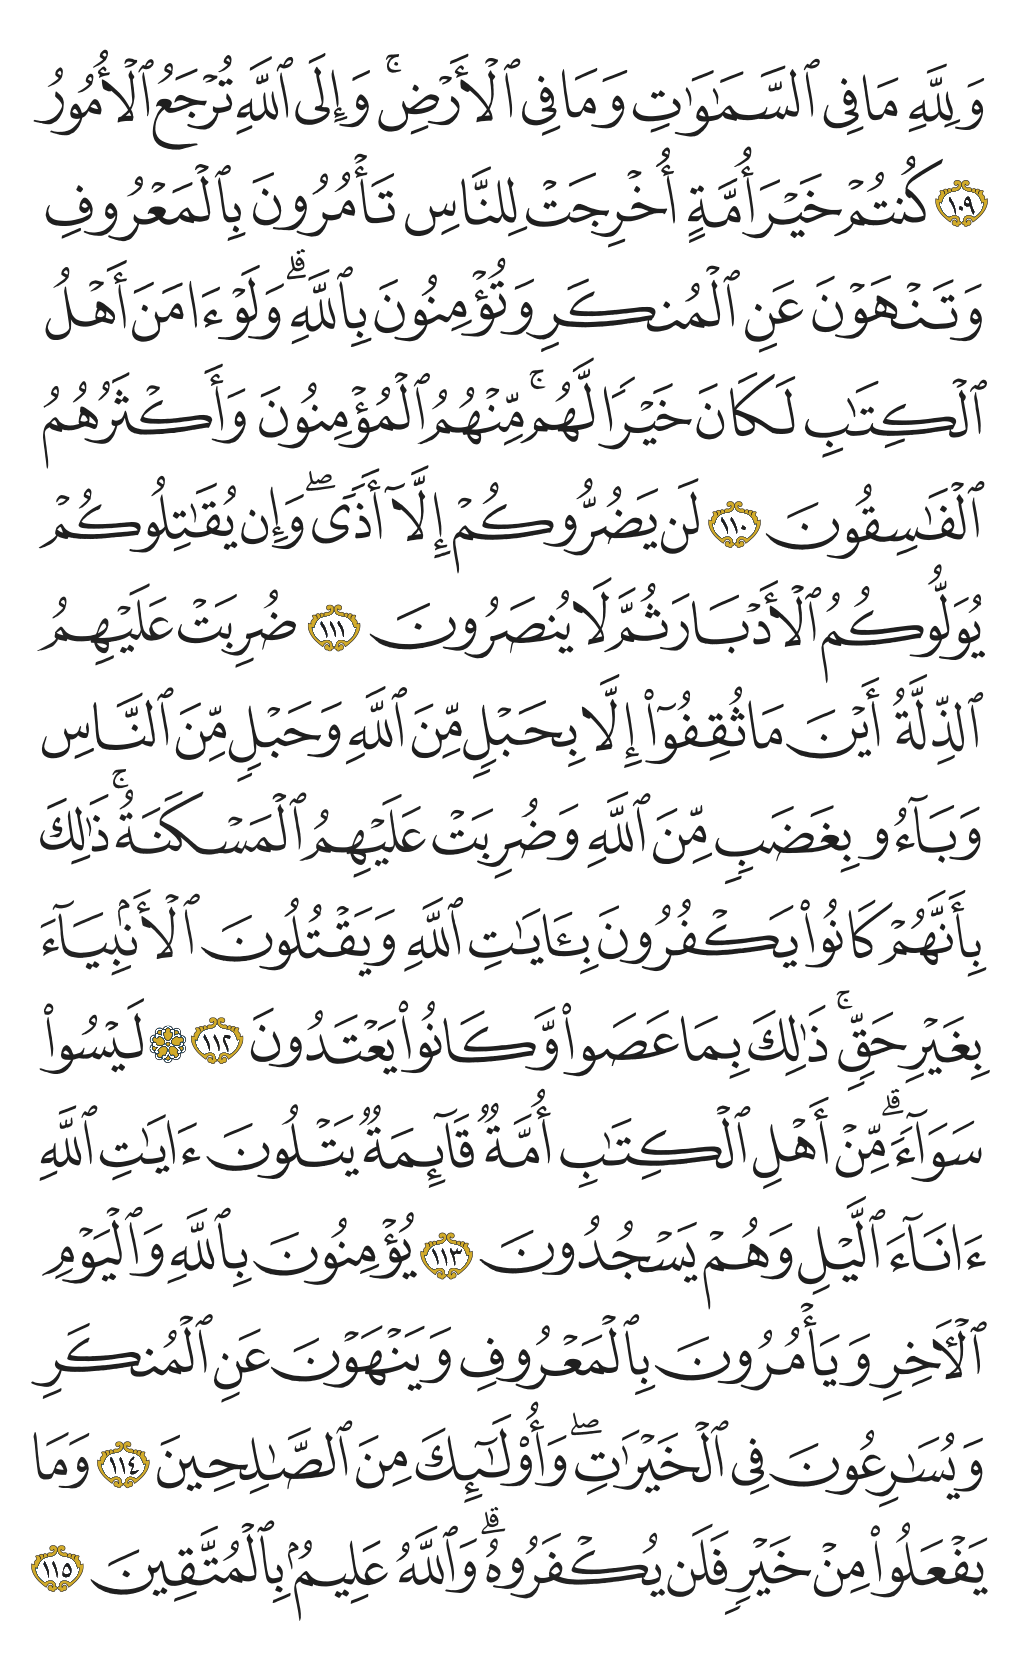 وَلِلَّهِ مَا فِى ٱلسَّمَـٰوَٰتِ وَمَا فِى ٱلْأَرْضِ ۚ وَإِلَى ٱللَّهِ تُرْجَعُ ٱلْأُمُورُ
١٠٩ كُنتُمْ خَيْرَ أُمَّةٍ أُخْرِجَتْ لِلنَّاسِ تَأْمُرُونَ بِٱلْمَعْرُوفِ
وَتَنْهَوْنَ عَنِ ٱلْمُنكَرِ وَتُؤْمِنُونَ بِٱللَّهِ ۗ وَلَوْ ءَامَنَ أَهْلُ
ٱلْكِتَـٰبِ لَكَانَ خَيْرًا لَّهُم ۚ مِّنْهُمُ ٱلْمُؤْمِنُونَ وَأَكْثَرُهُمُ
ٱلْفَـٰسِقُونَ ١١٠ لَن يَضُرُّوكُمْ إِلَّآ أَذًى ۖ وَإِن يُقَـٰتِلُوكُمْ
يُوَلُّوكُمُ ٱلْأَدْبَارَ ثُمَّ لَا يُنصَرُونَ ١١١ ضُرِبَتْ عَلَيْهِمُ
ٱلذِّلَّةُ أَيْنَ مَا ثُقِفُوٓا۟ إِلَّا بِحَبْلٍ مِّنَ ٱللَّهِ وَحَبْلٍ مِّنَ ٱلنَّاسِ
وَبَآءُو بِغَضَبٍ مِّنَ ٱللَّهِ وَضُرِبَتْ عَلَيْهِمُ ٱلْمَسْكَنَةُ ۚ ذَٰلِكَ
بِأَنَّهُمْ كَانُوا۟ يَكْفُرُونَ بِـَٔايَـٰتِ ٱللَّهِ وَيَقْتُلُونَ ٱلْأَنۢبِيَآءَ
بِغَيْرِ حَقٍّ ۚ ذَٰلِكَ بِمَا عَصَوا۟ وَّكَانُوا۟ يَعْتَدُونَ ١١٢ ۞ لَيْسُوا۟
سَوَآءً ۗ مِّنْ أَهْلِ ٱلْكِتَـٰبِ أُمَّةٌ قَآئِمَةٌ يَتْلُونَ ءَايَـٰتِ ٱللَّهِ
ءَانَآءَ ٱلَّيْلِ وَهُمْ يَسْجُدُونَ ١١٣ يُؤْمِنُونَ بِٱللَّهِ وَٱلْيَوْمِ
ٱلْـَٔاخِرِ وَيَأْمُرُونَ بِٱلْمَعْرُوفِ وَيَنْهَوْنَ عَنِ ٱلْمُنكَرِ
وَيُسَـٰرِعُونَ فِى ٱلْخَيْرَٰتِ ۖ وَأُو۟لَـٰٓئِكَ مِنَ ٱلصَّـٰلِحِينَ ١١٤ وَمَا
يَفْعَلُوا۟ مِنْ خَيْرٍ فَلَن يُكْفَرُوهُ ۗ وَٱللَّهُ عَلِيمٌۢ بِٱلْمُتَّقِينَ ١١٥